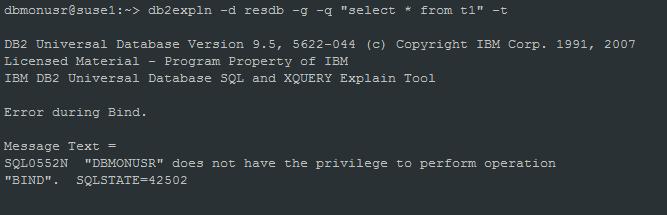 dbmonusr@suse1:~> db2expln -d resdb -g -q "select * from t1" -t
DB2 Universal Database Version 9.5, 5622-044 (c) Copyright IBM Corp. 1991, 2007
Licensed Material - Program Property of IBM
IBM DB2 Universal Database SQL and XQUERY Explain Tool
Error during Bind.
Message Text =
SQL0552N  "DBMONUSR" does not have the privilege to perform operation
"BIND".  SQLSTATE=42502